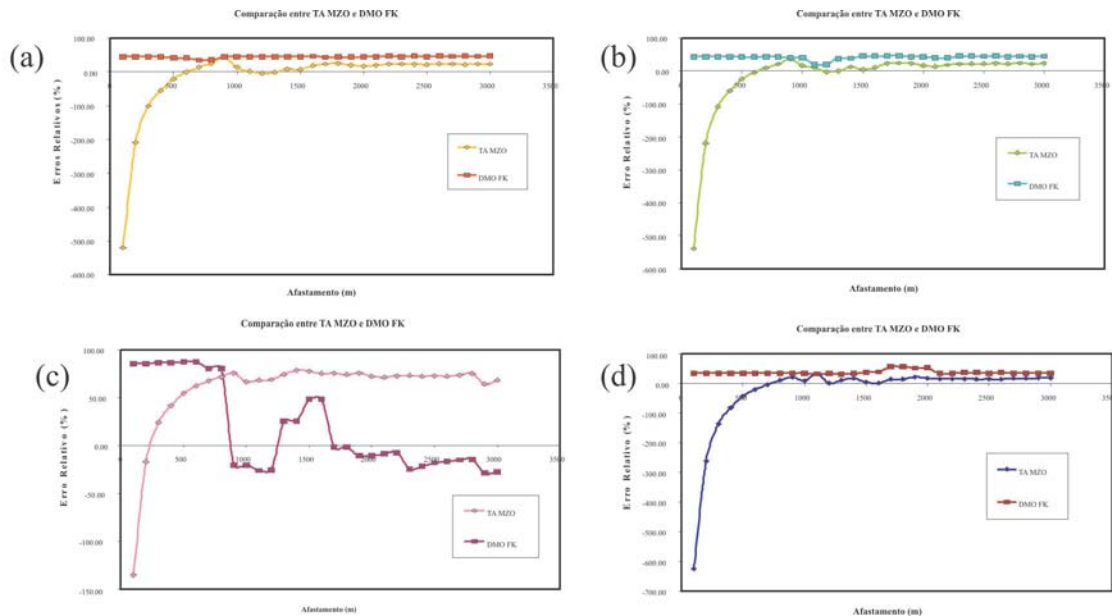 Comparação entre TA MZO e DMO FK
(a)
Erros Relativos (%)
100.00
0.00
-100.00
-200.00
-300.00
-400.00
-500.00
-600.00
0
500
1000
1500
2000
2500
3000
3500
TA MZO
DMO FK
Afastamento (m)
Comparação entre TA MZO e DMO FK
(b)
Erro Relativo (%)
100.00
0.00
-100.00
-200.00
-300.00
-400.00
-500.00
-600.00
0
500
1000
1500
2000
2500
3000
3500
TA MZO
DMO FK
Afastamento (m)
Comparação entre TA MZO e DMO FK
(c)
Erro Relativo (%)
100.00
50.00
0.00
-50.00
-100.00
-150.00
0
500
1000
1500
2000
2500
3000
3500
TA MZO
DMO FK
Afastamento (m)
Comparação entre TA MZO e DMO FK
(d)
Erro Relativo (%)
100.00
0.00
-100.00
-200.00
-300.00
-400.00
-500.00
-600.00
-700.00
0
500
1000
1500
2000
2500
3000
3500
TA MZO
DMO FK
Afastamento (m)